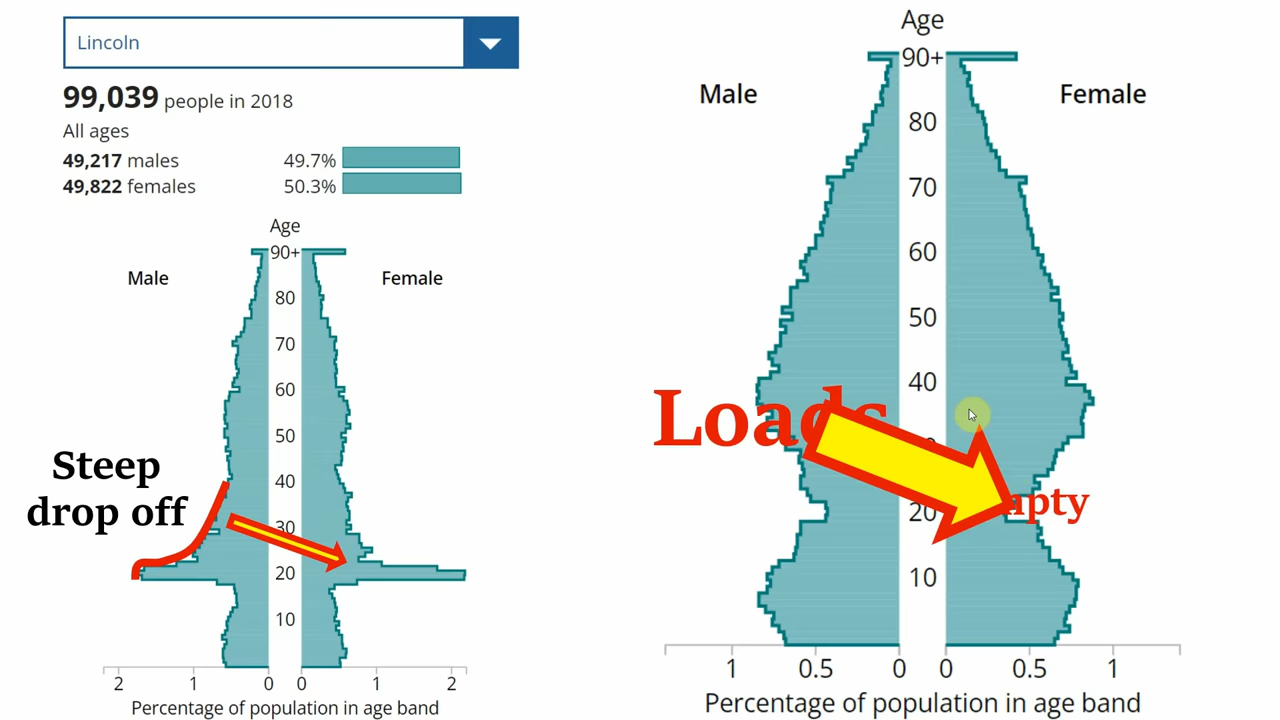 Lincoln
99,039 people in 2018
All ages
49,217 males 49.7%
49,822 females 50.3%
Age
90+
Male Female
80
70
60
50
40
30
20
10
2 1 0 0 1 2
Percentage of population in age band
Steep
drop off
Age
90+
Male Female
80
70
60
50
40
20
10
1 0.5 0 0 0.5 1
Percentage of population in age band
Loads